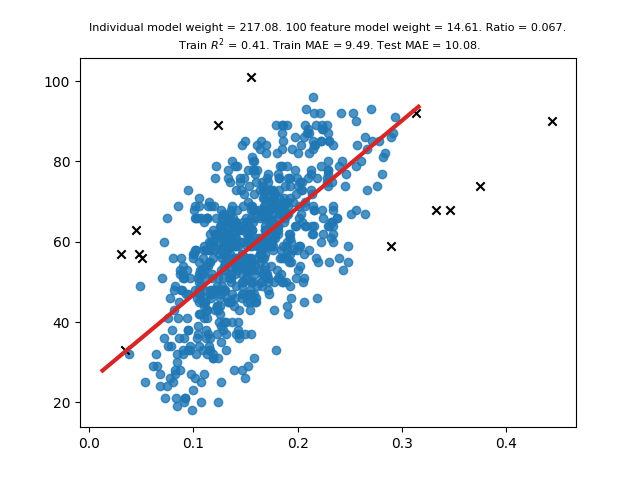 Individual model weight = 217.08. 100 feature model weight = 14.61. Ratio = 0.067.
Train R² = 0.41. Train MAE = 9.49. Test MAE = 10.08.
100
80
60
40
20
0.0 0.1 0.2 0.3 0.4